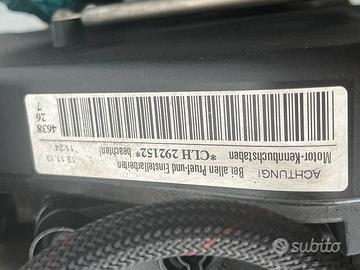 ACHTUNG!
Motor-Kennbuchstaben
*CLH 292152* beachten!
Bei allen Pruef-und Einstellarbeiten
4638
26
7
13.11.13
11:24
subito